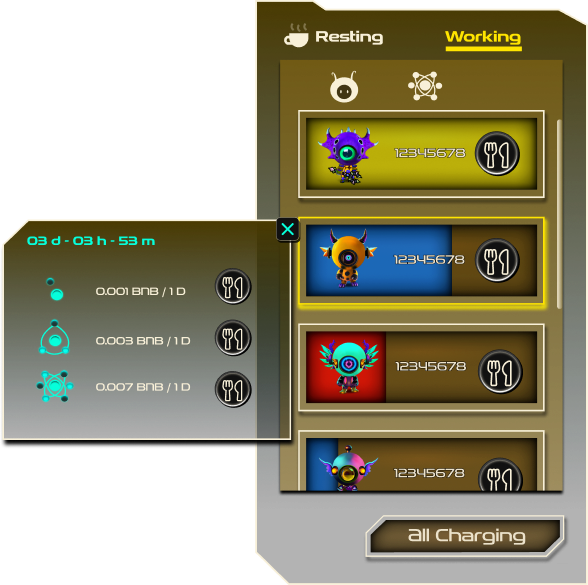 Resting
Working
12345678
03 d - 03 h - 53 m
0.001 BNB / 1 D
12345678
0.003 BNB / 1 D
12345678
0.007 BNB / 1 D
12345678
all Charging